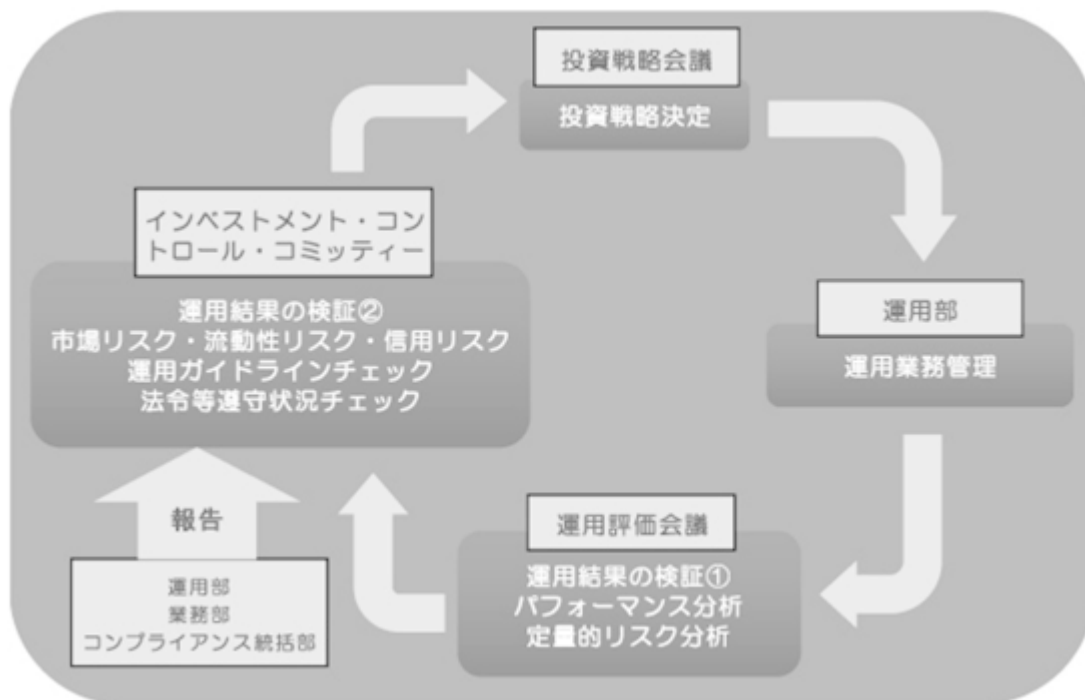 投資戦略会議
投資戦略決定
インベストメント・コン
トロール・コミッティー
運用結果の検証②
市場リスク・流動性リスク・信用リスク
運用ガイドラインチェック
法令等遵守状況チェック
運用部
運用業務管理
報告
運用部
業務部
コンプライアンス統括部
運用評価会議
運用結果の検証①
パフォーマンス分析
定量的リスク分析